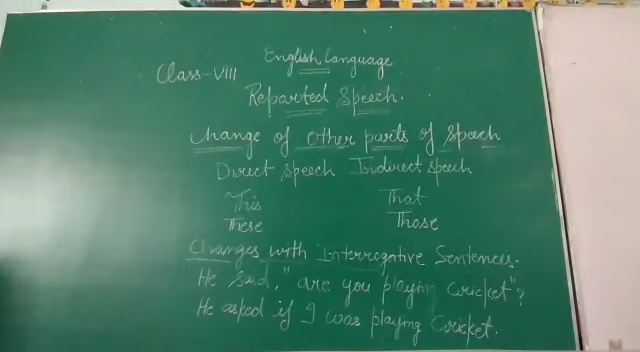 English Language
Class-VIII
Reported Speech.
Change of Other parts of Speech
Direct speech Indirect speech
This That
These Those
Changes with Interrogative Sentences.
He said, "are you playing cricket"?
He asked if I was playing Cricket.